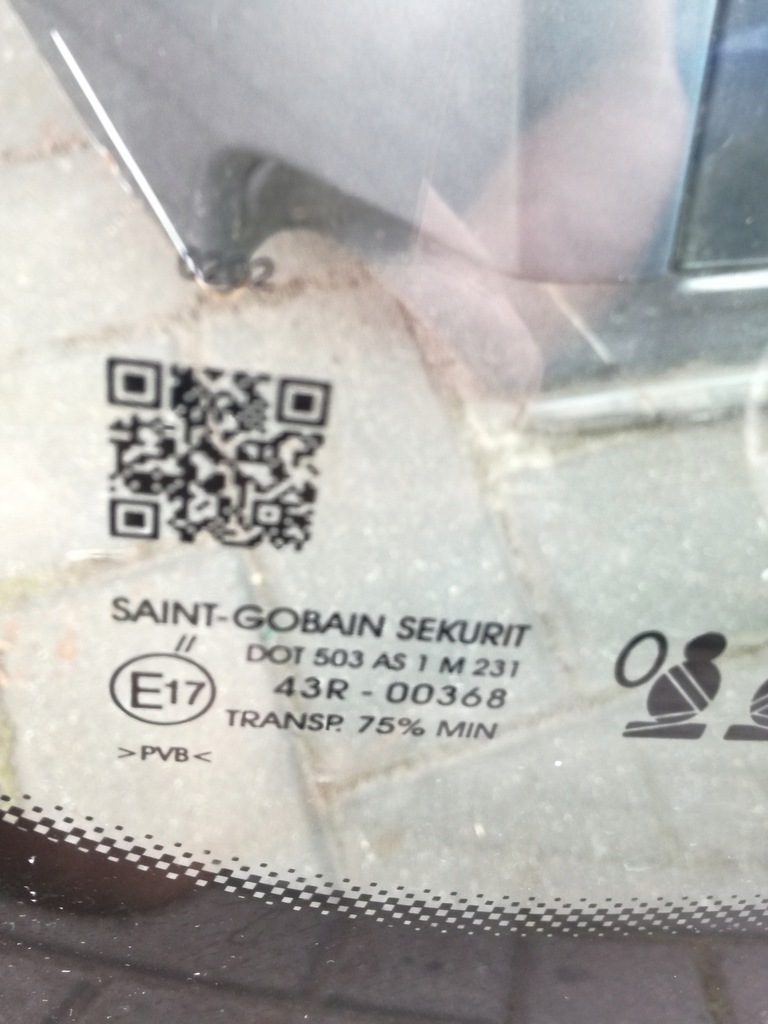 SAINT-GOBAIN SEKURIT
//
DOT 503 AS 1 M 231
E17
43R - 00368
TRANSP. 75% MIN
>PVB<